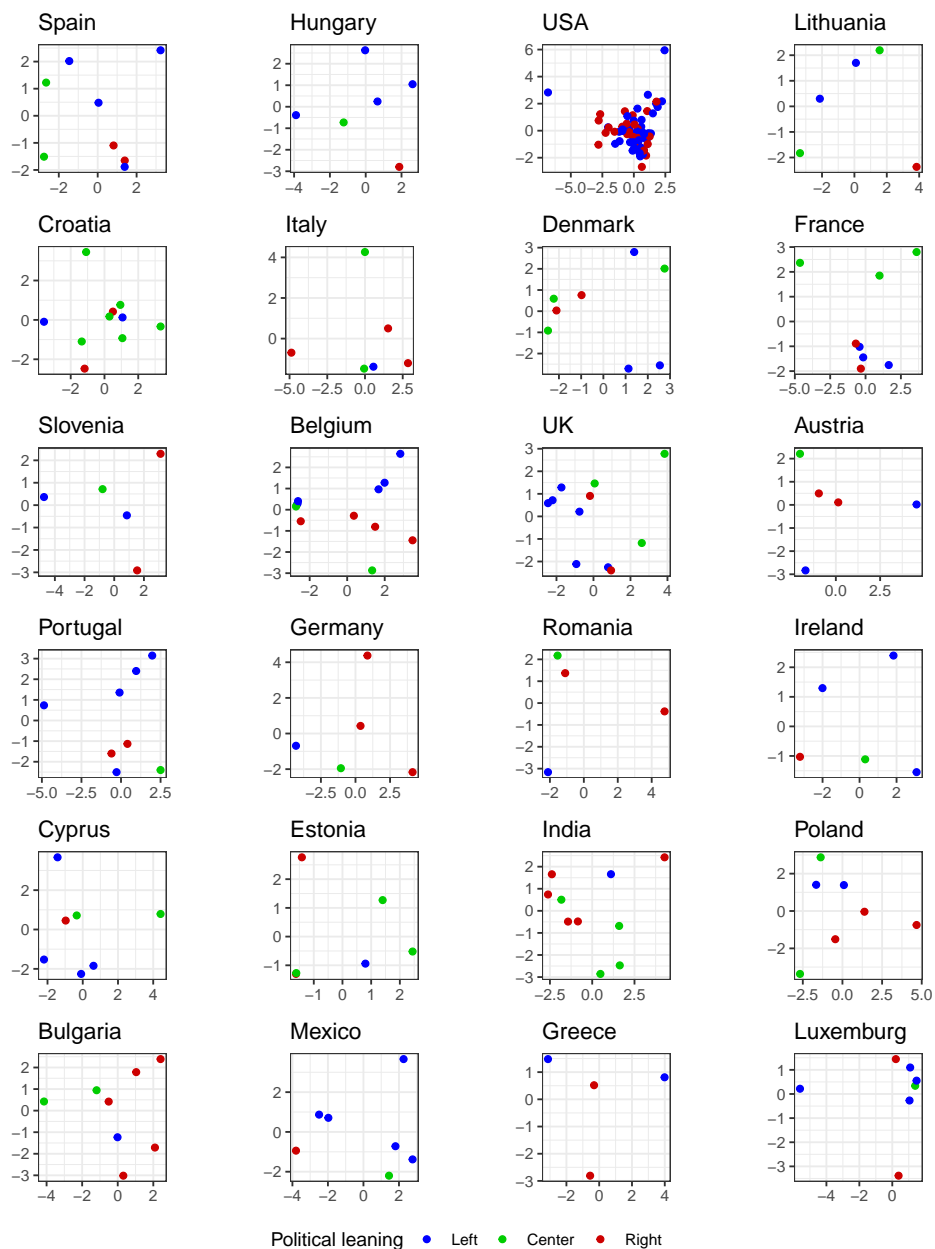 Spain Hungary USA Lithuania
2 1 0 −1 −2 −2 0 2
2 1 0 −1 −2 −3 −4 −2 0 2
6 4 2 0 −2 −5.0 −2.5 0.0 2.5
2 1 0 −1 −2 −2 0 2 4
Croatia Italy Denmark France
2 0 −2 −2 0 2
4 2 0 −5.0 −2.5 0.0 2.5
3 2 1 0 −1 −2 −2 −1 0 1 2 3
3 2 1 0 −1 −2 −5.0 −2.5 0.0 2.5
Slovenia Belgium UK Austria
2 1 0 −1 −2 −3 −4 −2 0 2
2 1 0 −1 −2 −3 −2 0 2
3 2 1 0 −1 −2 −2 0 2 4
2 1 0 −1 −2 −3 0.0 2.5
Portugal Germany Romania Ireland
3 2 1 0 −1 −2 −5.0 −2.5 0.0 2.5
4 2 0 −2 −2.5 0.0 2.5
2 1 0 −1 −2 −3 −2 0 2 4
2 1 0 −1 −2 0 2
Cyprus Estonia India Poland
2 0 −2 −2 0 2 4
2 1 0 −1 −1 0 1 2
2 1 0 −1 −2 −3 −2.5 0.0 2.5
2 0 −2 −2.5 0.0 2.5 5.0
Bulgaria Mexico Greece Luxemburg
2 1 0 −1 −2 −3 −4 −2 0 2
2 0 −2 −4 −2 0 2
1 0 −1 −2 −2 0 2 4
1 0 −1 −2 −3 −4 −2 0
Political leaning Left Center Right